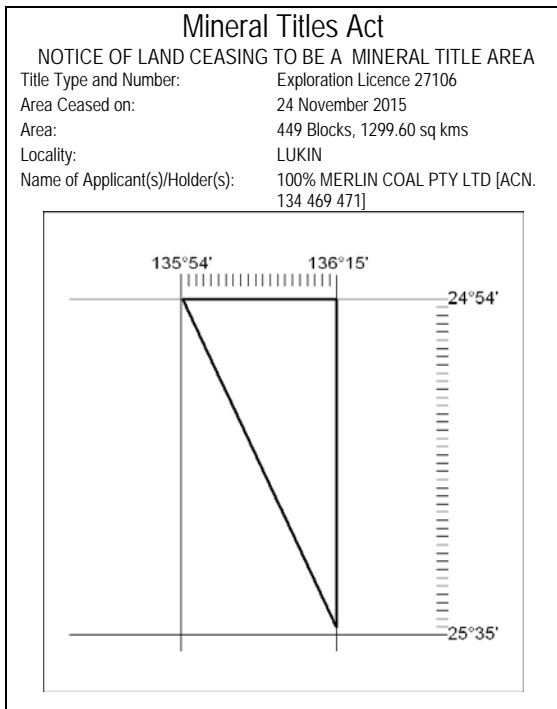 Mineral Titles Act
NOTICE OF LAND CEASING TO BE A MINERAL TITLE AREA
Title Type and Number: Exploration Licence 27106
Area Ceased on: 24 November 2015
Area: 449 Blocks, 1299.60 sq kms
Locality: LUKIN
Name of Applicant(s)/Holder(s): 100% MERLIN COAL PTY LTD [ACN.
134 469 471]
135°54' 136°15'
24°54'
25°35'